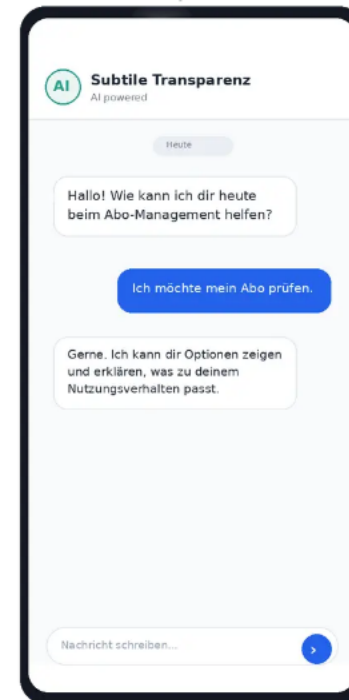 AI
Subtile Transparenz
AI powered
Heute
Hallo! Wie kann ich dir heute
beim Abo-Management helfen?
Ich möchte mein Abo prüfen.
Gerne. Ich kann dir Optionen zeigen
und erklären, was zu deinem
Nutzungsverhalten passt.
Nachricht schreiben...